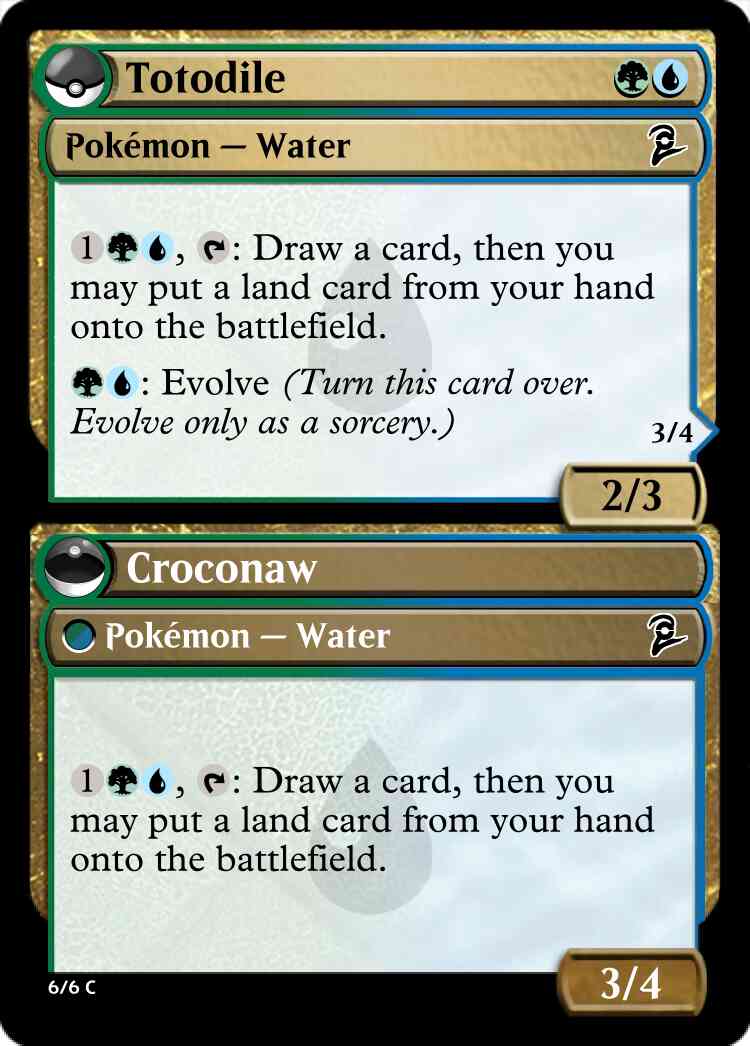 Totodile
Pokémon — Water
1, : Draw a card, then you
may put a land card from your hand
onto the battlefield.
: Evolve (Turn this card over.
Evolve only as a sorcery.)
3/4
2/3
Croconaw
Pokémon — Water
1, : Draw a card, then you
may put a land card from your hand
onto the battlefield.
6/6 C
3/4